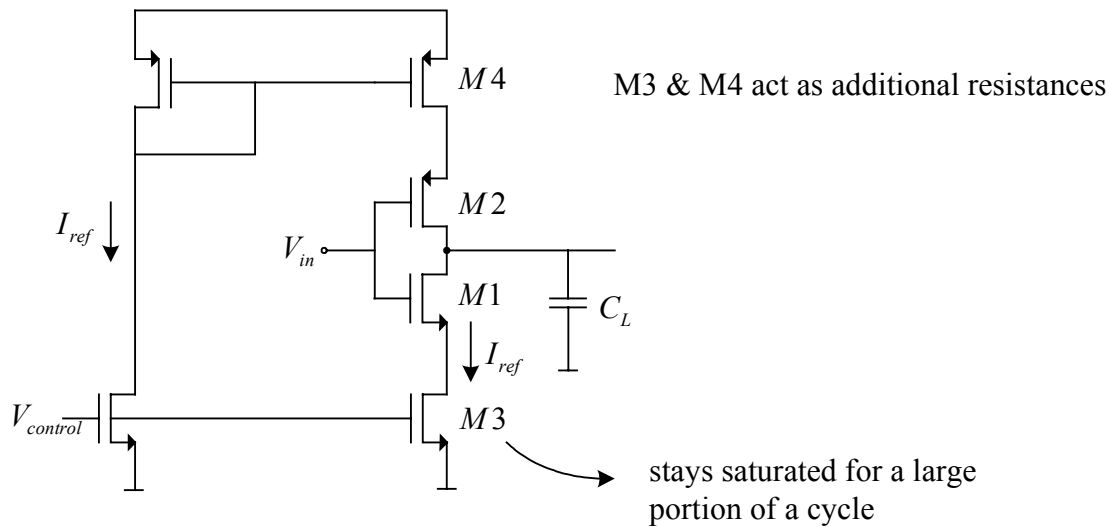 M4
M3 & M4 act as additional resistances
M2
I_ref
V_in
M1
C_L
I_ref
V_control
M3
stays saturated for a large
portion of a cycle